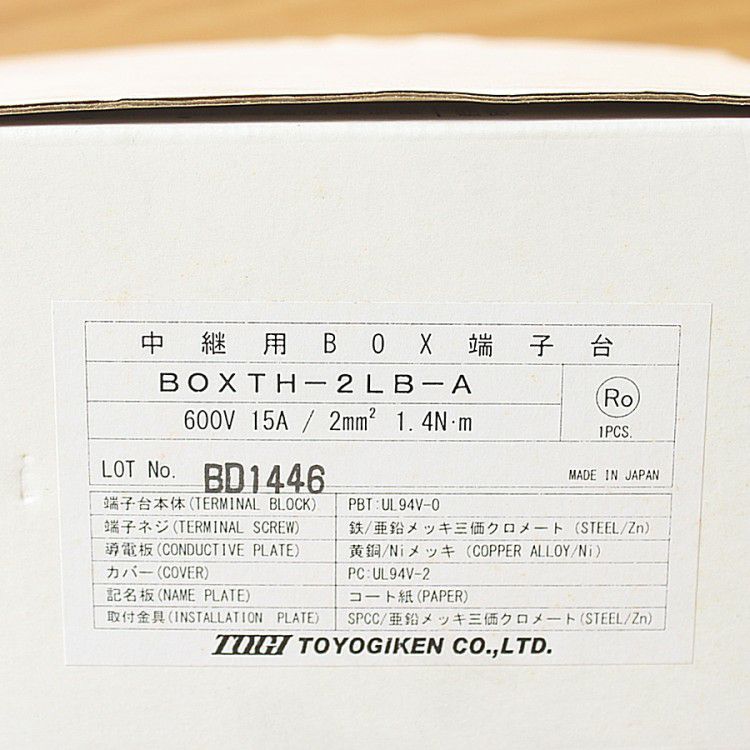 中継用BOX端子台
BOXTH-2LB-A
600V 15A / 2mm² 1.4N·m
Ro
1PCS.
LOT No. BD1446
MADE IN JAPAN
端子台本体(TERMINAL BLOCK) PBT:UL94V-0
端子ネジ(TERMINAL SCREW) 鉄/亜鉛メッキ三価クロメート(STEEL/Zn)
導電板(CONDUCTIVE PLATE) 黄銅/Niメッキ(COPPER ALLOY/Ni)
カバー(COVER) PC:UL94V-2
記名板(NAME PLATE) コート紙(PAPER)
取付金具(INSTALLATION PLATE) SPCC/亜鉛メッキ三価クロメート(STEEL/Zn)
TOGI TOYOGIKEN CO.,LTD.